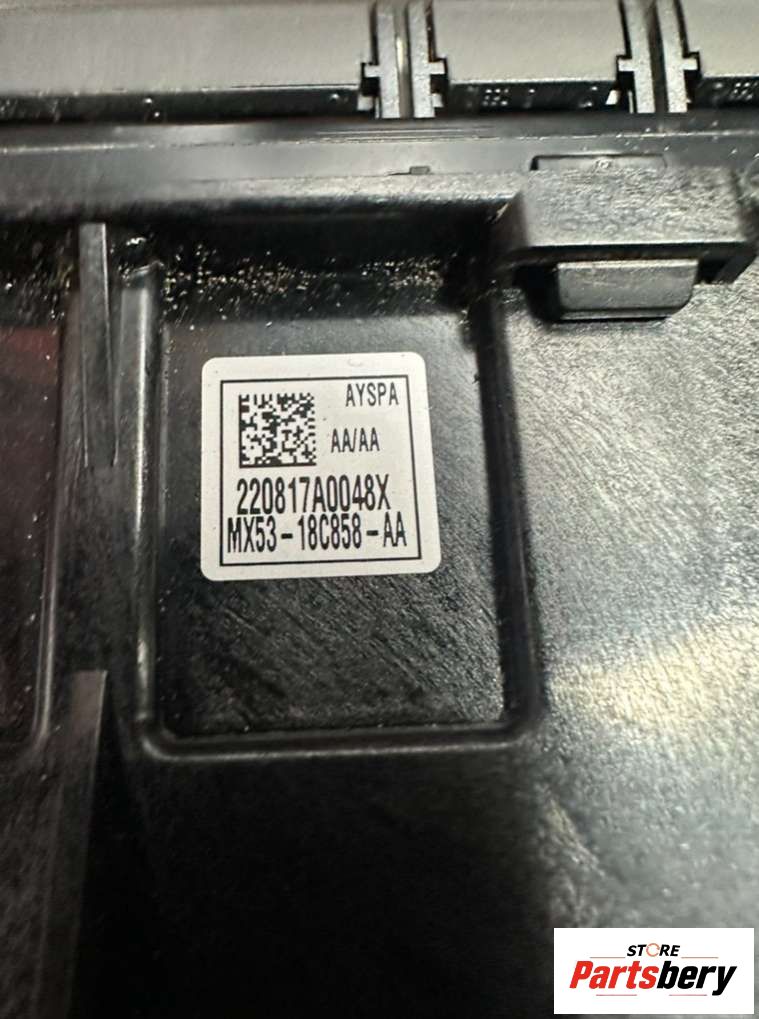 AYSPA
AA/AA
220817A0048X
MX53-18C858-AA
STORE
Partsbery